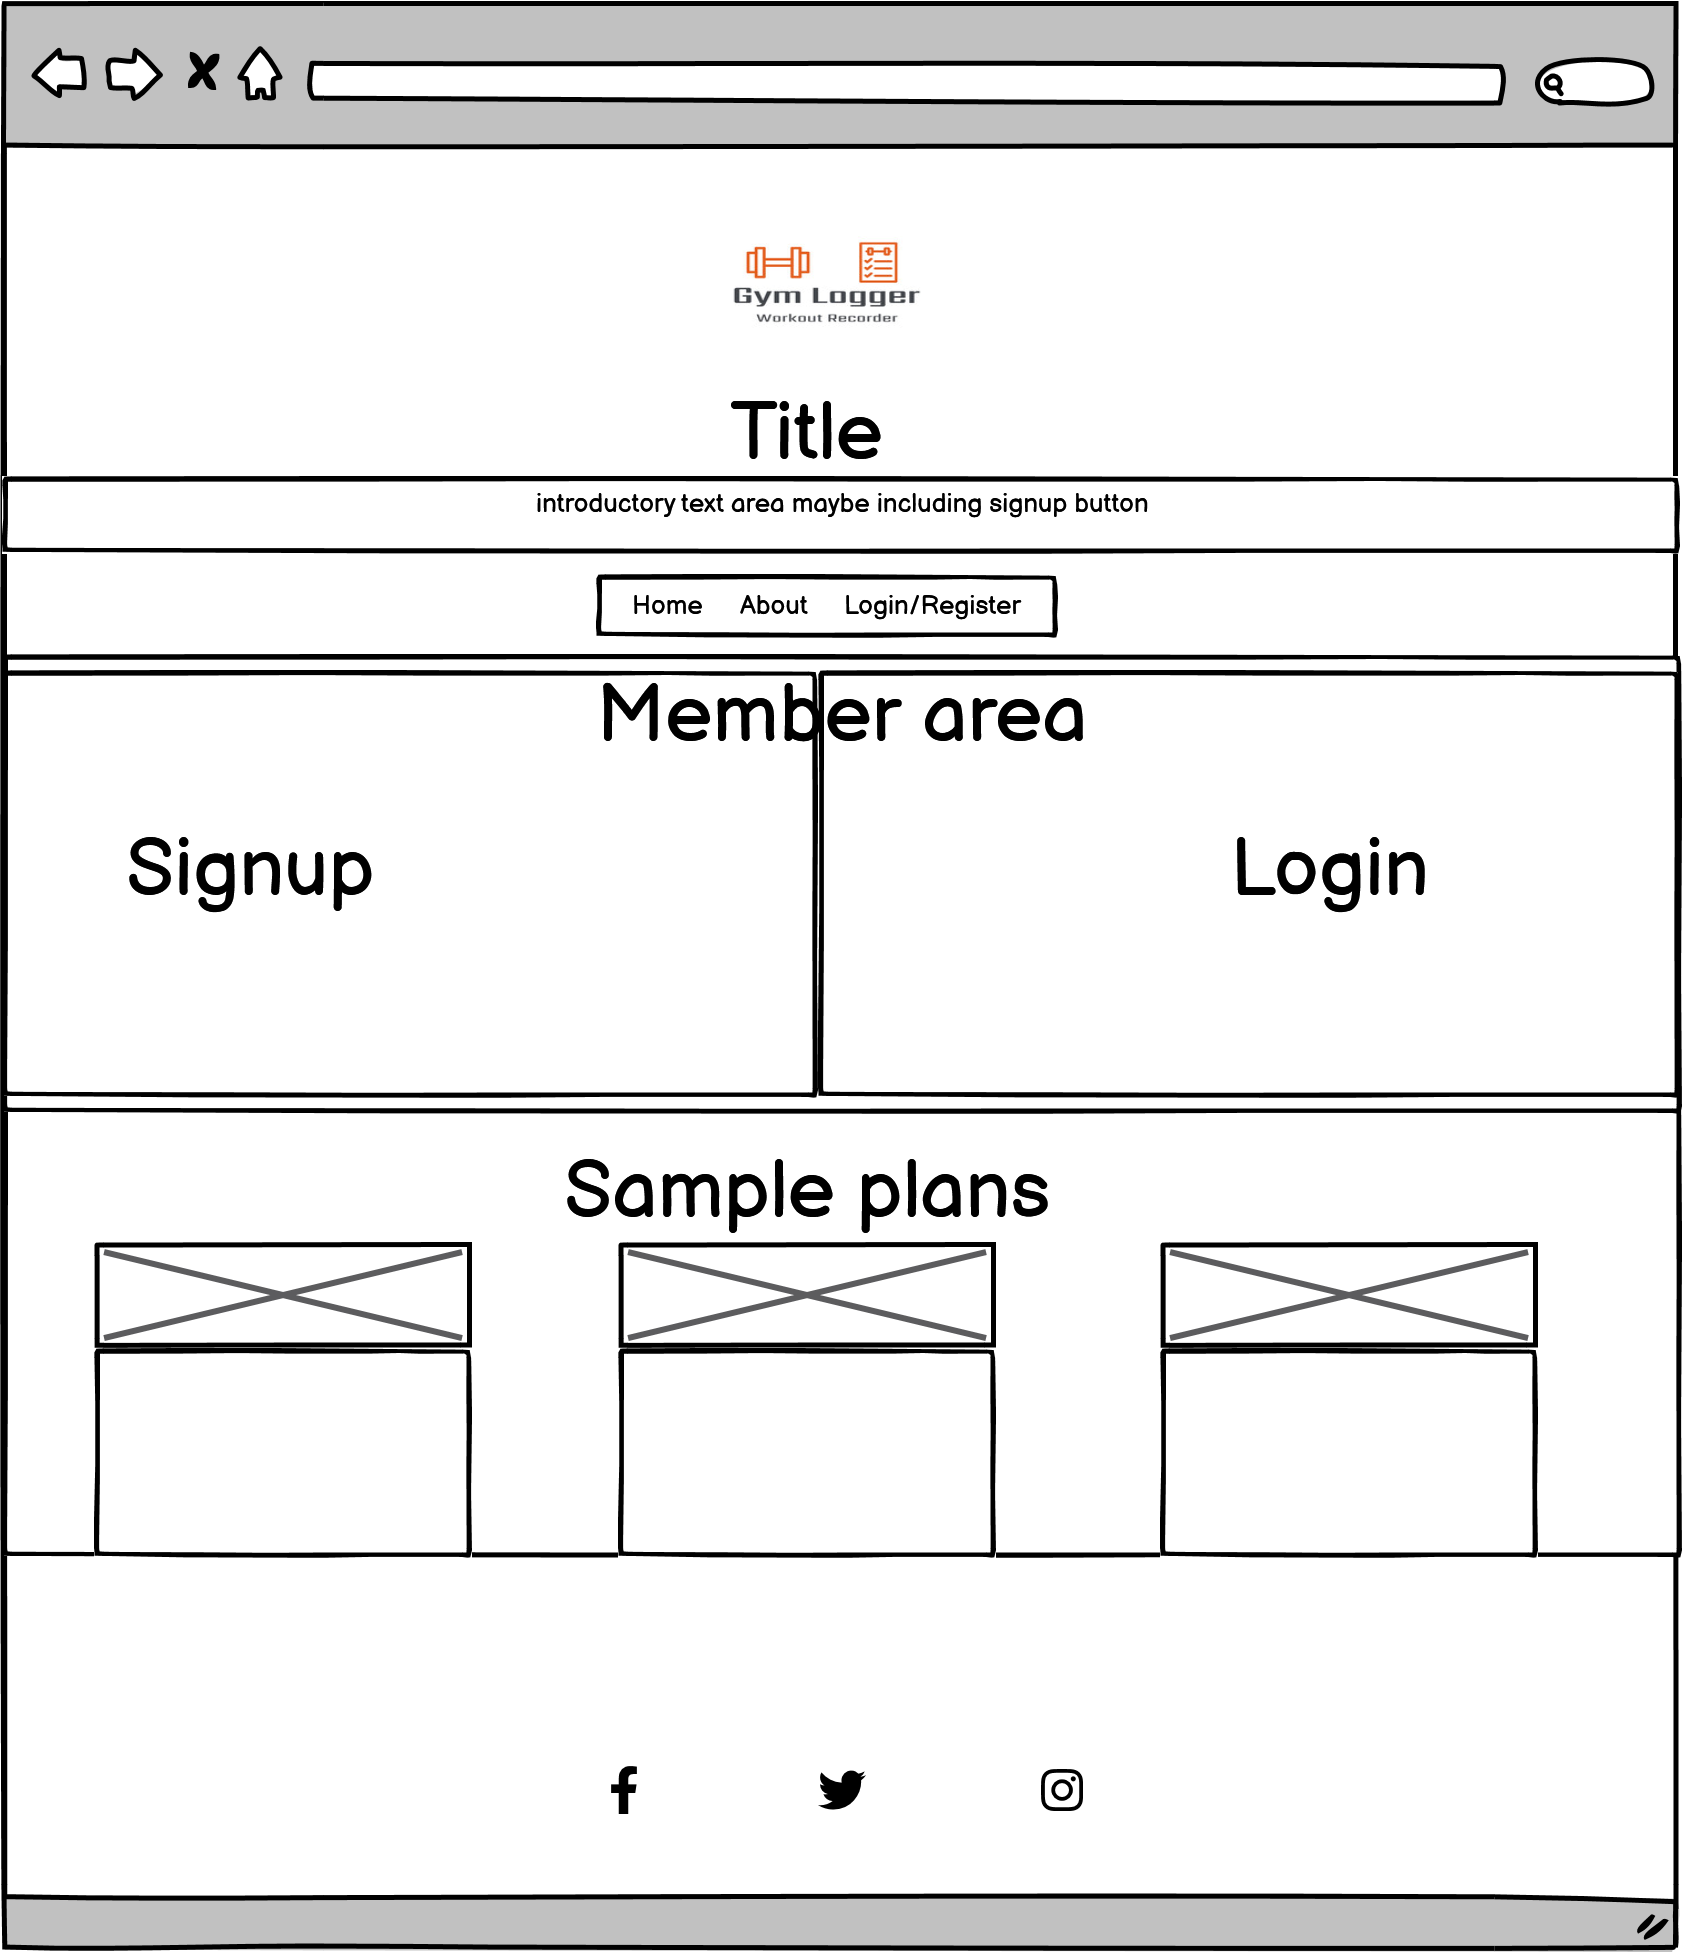 Gym Logger
Workout Recorder
Title
introductory text area maybe including signup button
Home About Login/Register
Member area
Signup Login
Sample plans